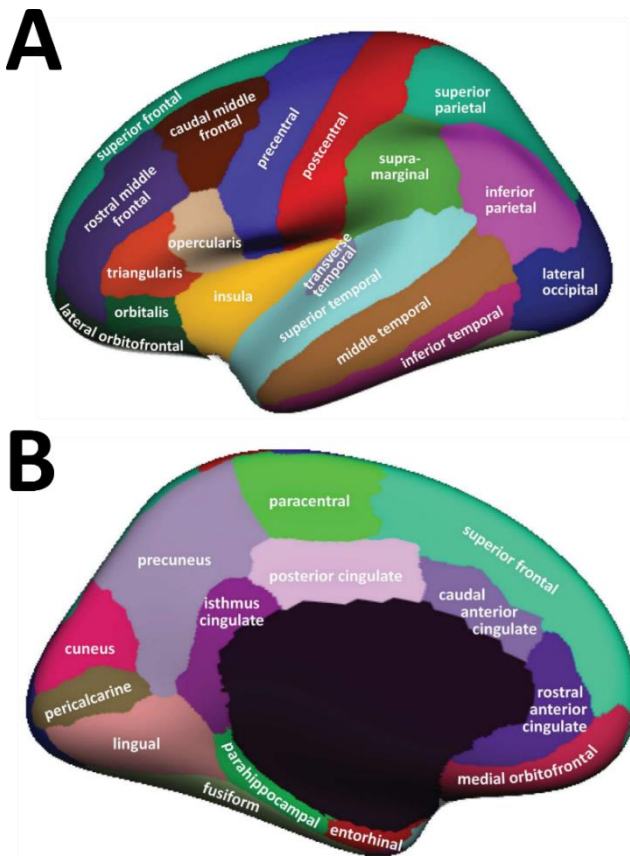 A
superior frontal
caudal middle
frontal
precentral
postcentral
superior
parietal
supra-
marginal
inferior
parietal
rostral middle
frontal
opercularis
triangularis
transverse
temporal
insula
lateral
occipital
orbitalis
superior temporal
lateral orbitofrontal
middle temporal
inferior temporal
B
paracentral
superior frontal
precuneus
posterior cingulate
isthmus
cingulate
caudal
anterior
cingulate
cuneus
pericalcarine
rostral
anterior
cingulate
lingual
parahippocampal
medial orbitofrontal
fusiform
entorhinal